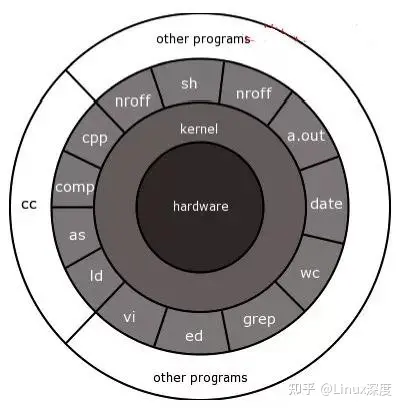 other programs
sh
nroff
nroff
cpp
a.out
kernel
comp
hardware
date
cc
as
ld
wc
vi
ed
grep
other programs
知乎 @Linux深度